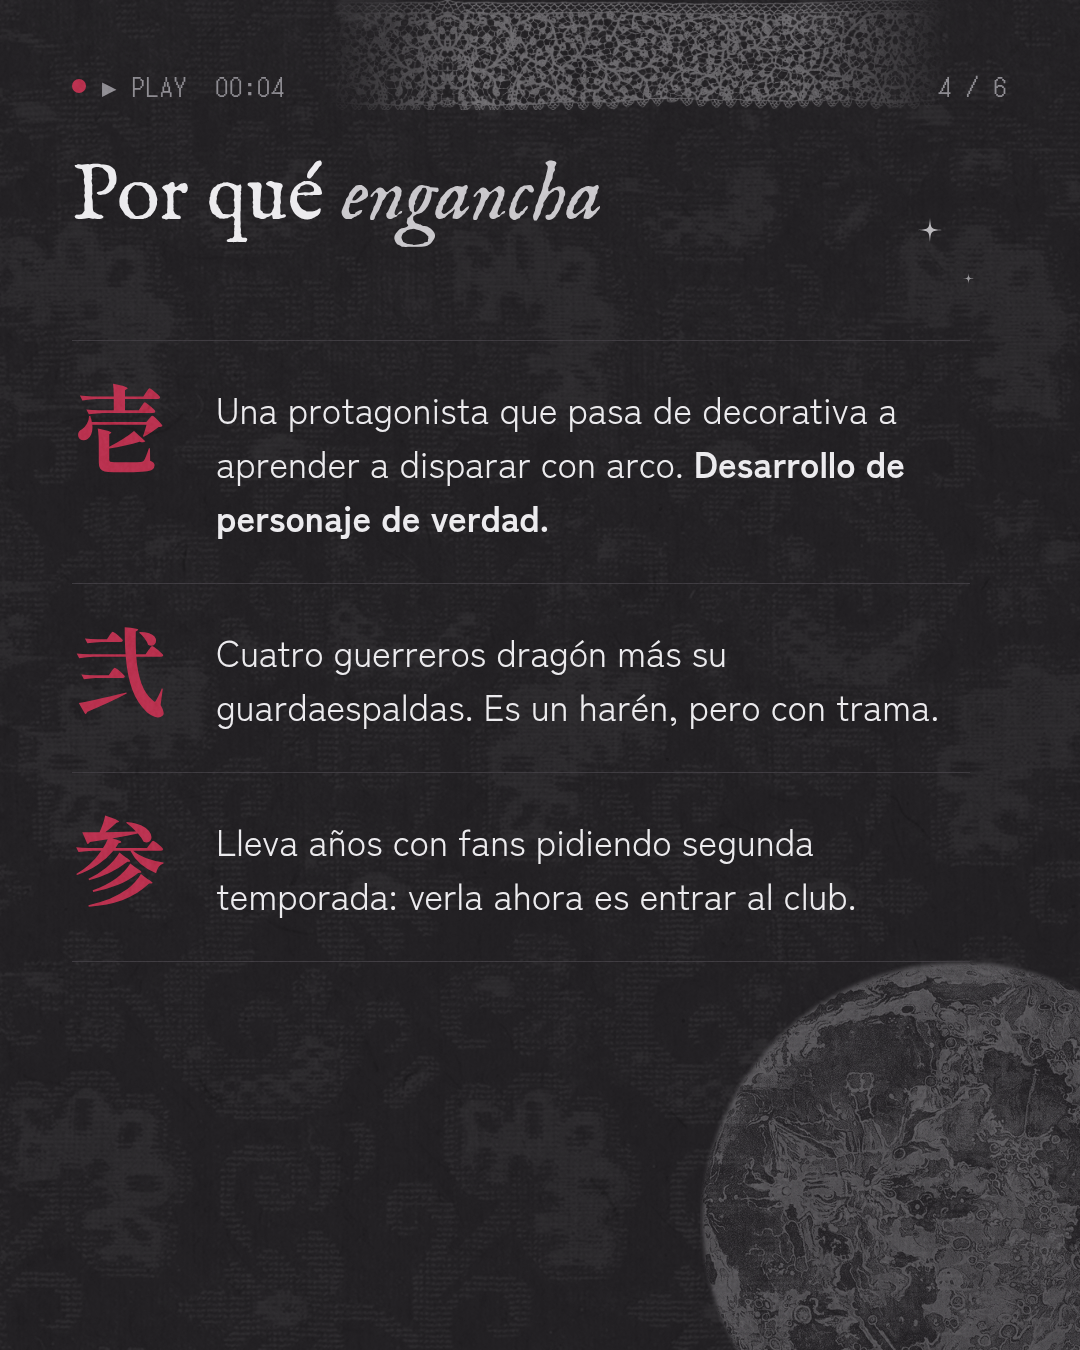 ▶ PLAY 00:04
4 / 6
Por qué engancha
壱
Una protagonista que pasa de decorativa a
aprender a disparar con arco. Desarrollo de
personaje de verdad.
弐
Cuatro guerreros dragón más su
guardaespaldas. Es un harén, pero con trama.
参
Lleva años con fans pidiendo segunda
temporada: verla ahora es entrar al club.